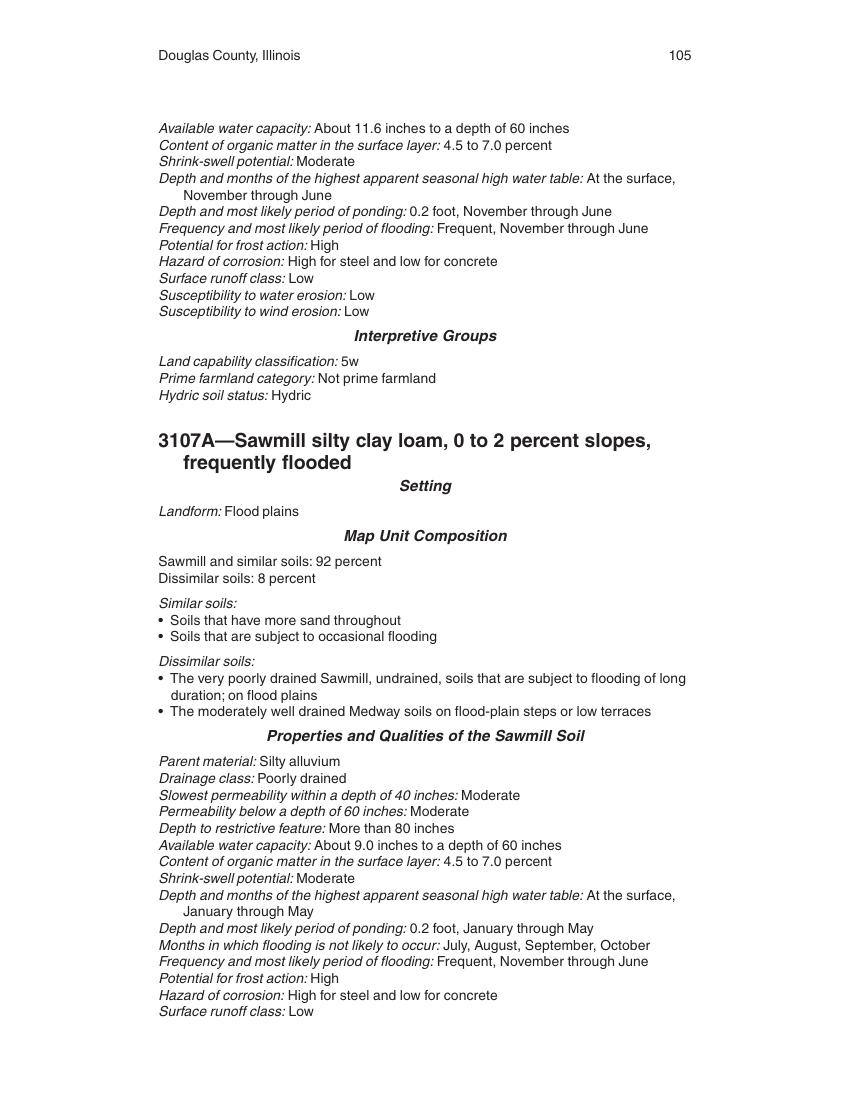 Douglas County, Illinois 105
Available water capacity: About 11.6 inches to a depth of 60 inches
Content of organic matter in the surface layer: 4.5 to 7.0 percent
Shrink-swell potential: Moderate
Depth and months of the highest apparent seasonal high water table: At the surface,
November through June
Depth and most likely period of ponding: 0.2 foot, November through June
Frequency and most likely period of flooding: Frequent, November through June
Potential for frost action: High
Hazard of corrosion: High for steel and low for concrete
Surface runoff class: Low
Susceptibility to water erosion: Low
Susceptibility to wind erosion: Low
Interpretive Groups
Land capability classification: 5w
Prime farmland category: Not prime farmland
Hydric soil status: Hydric
3107A—Sawmill silty clay loam, 0 to 2 percent slopes,
frequently flooded
Setting
Landform: Flood plains
Map Unit Composition
Sawmill and similar soils: 92 percent
Dissimilar soils: 8 percent
Similar soils:
• Soils that have more sand throughout
• Soils that are subject to occasional flooding
Dissimilar soils:
• The very poorly drained Sawmill, undrained, soils that are subject to flooding of long
duration; on flood plains
• The moderately well drained Medway soils on flood-plain steps or low terraces
Properties and Qualities of the Sawmill Soil
Parent material: Silty alluvium
Drainage class: Poorly drained
Slowest permeability within a depth of 40 inches: Moderate
Permeability below a depth of 60 inches: Moderate
Depth to restrictive feature: More than 80 inches
Available water capacity: About 9.0 inches to a depth of 60 inches
Content of organic matter in the surface layer: 4.5 to 7.0 percent
Shrink-swell potential: Moderate
Depth and months of the highest apparent seasonal high water table: At the surface,
January through May
Depth and most likely period of ponding: 0.2 foot, January through May
Months in which flooding is not likely to occur: July, August, September, October
Frequency and most likely period of flooding: Frequent, November through June
Potential for frost action: High
Hazard of corrosion: High for steel and low for concrete
Surface runoff class: Low